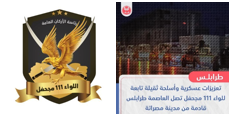 رئاسة الأركان العامة
اللواء 111 مجحفل
طرابلس
تعزيزات عسكرية وأسلحة ثقيلة تابعة
للواء 111 مجحفل تصل العاصمة طرابلس
قادمة من مدينة مصراتة